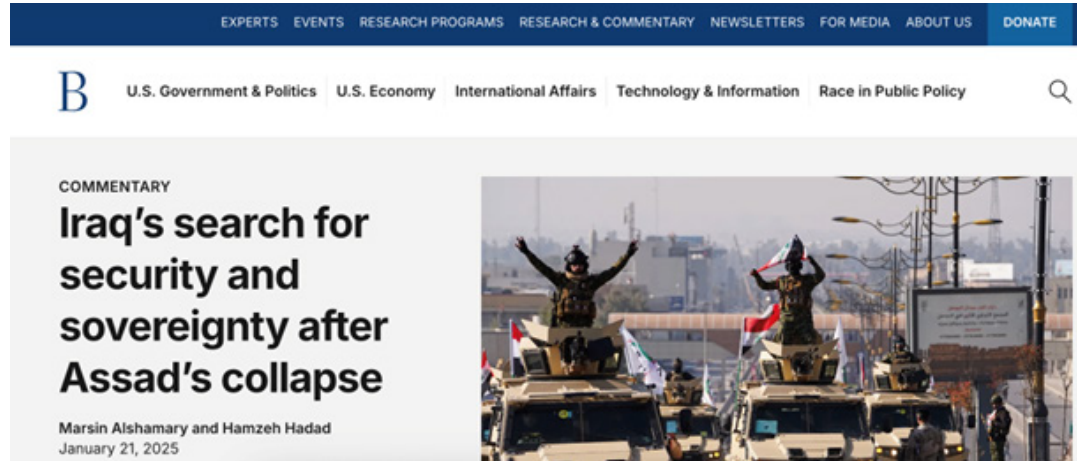 EXPERTS EVENTS RESEARCH PROGRAMS RESEARCH & COMMENTARY NEWSLETTERS FOR MEDIA ABOUT US DONATE
B U.S. Government & Politics U.S. Economy International Affairs Technology & Information Race in Public Policy
COMMENTARY
Iraq's search for
security and
sovereignty after
Assad's collapse
Marsin Alshamary and Hamzeh Hadad
January 21, 2025